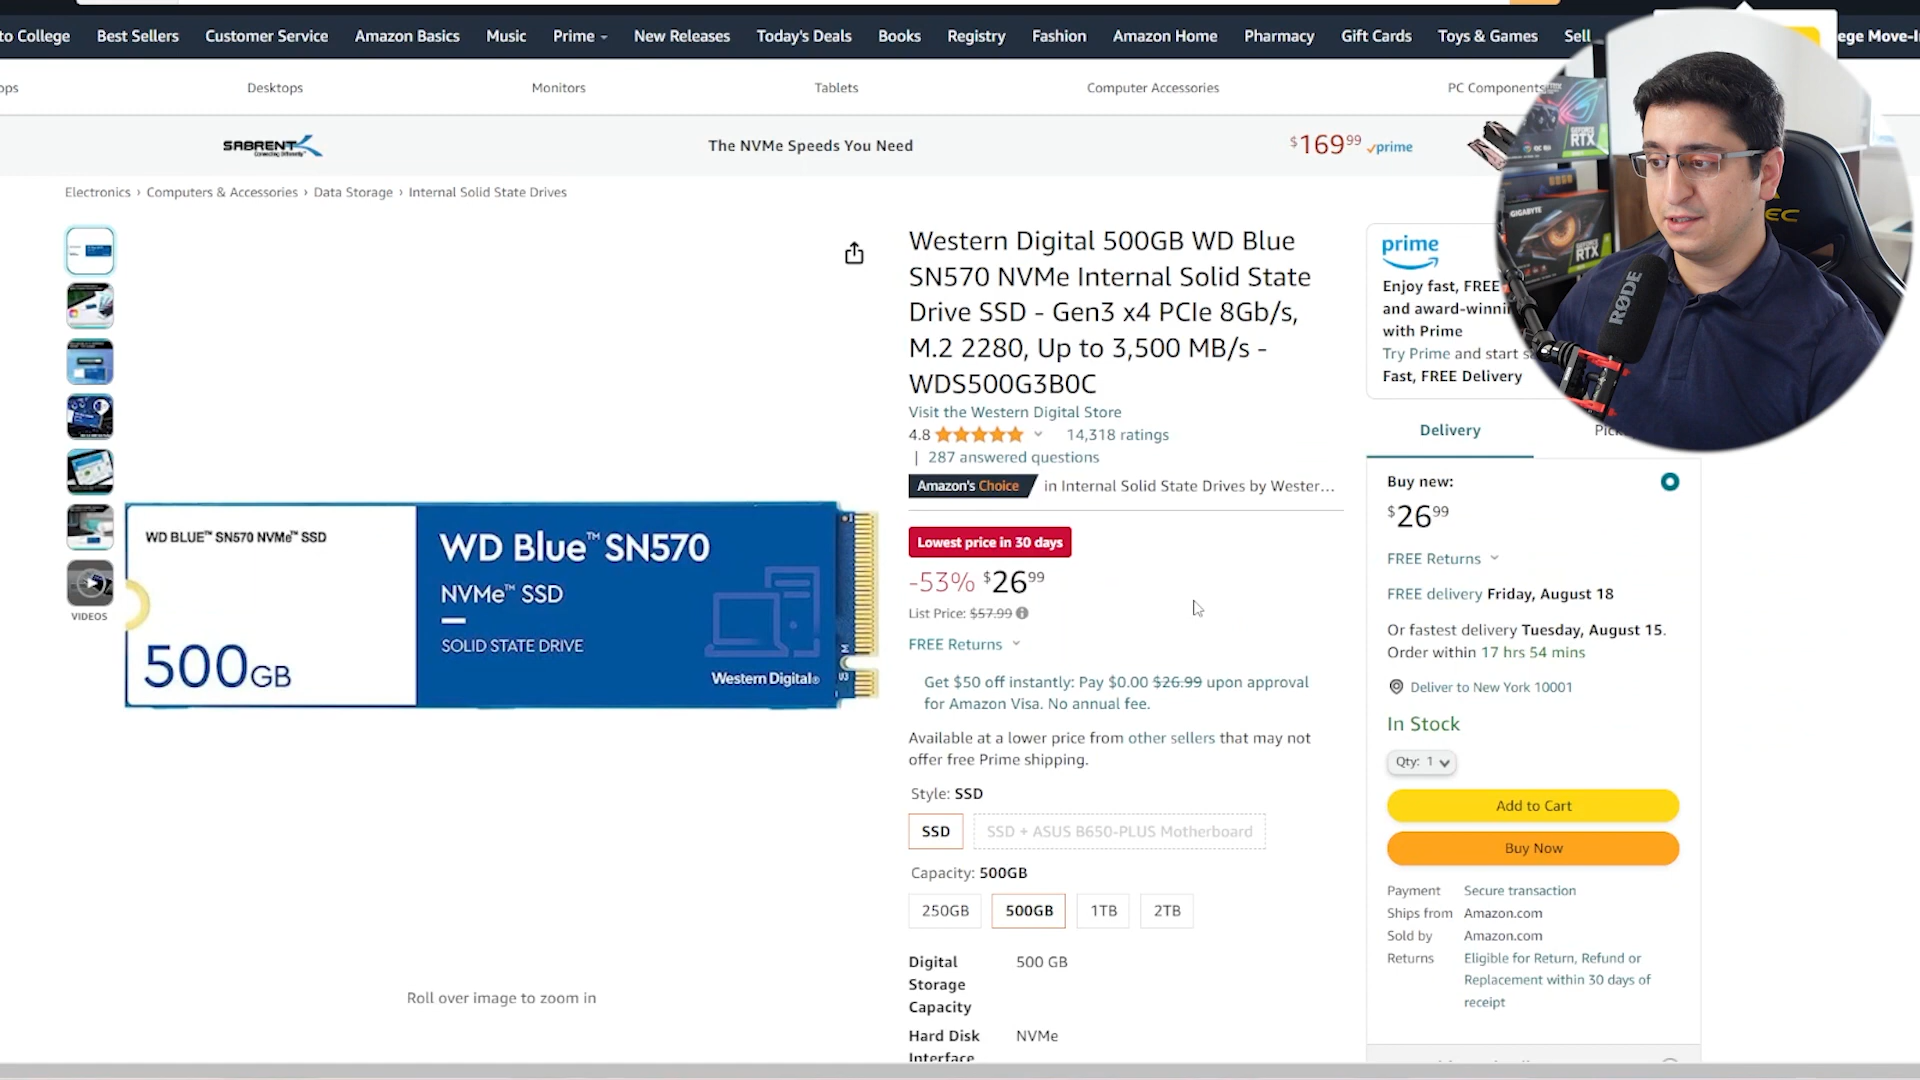 to College Best Sellers Customer Service Amazon Basics Music Prime New Releases Today's Deals Books Registry Fashion Amazon Home Pharmacy Gift Cards Toys & Games Sell ege Move-I
ops Desktops Monitors Tablets Computer Accessories PC Components
SABRENT
The NVMe Speeds You Need
$169.99 prime
Electronics › Computers & Accessories › Data Storage › Internal Solid State Drives
Western Digital 500GB WD Blue
SN570 NVMe Internal Solid State
Drive SSD - Gen3 x4 PCIe 8Gb/s,
M.2 2280, Up to 3,500 MB/s -
WDS500G3B0C
Visit the Western Digital Store
4.8 14,318 ratings
| 287 answered questions
Amazon's Choice in Internal Solid State Drives by Wester...
Lowest price in 30 days
-53% $26.99
List Price: $57.99
FREE Returns
Get $50 off instantly: Pay $0.00 $26.99 upon approval
for Amazon Visa. No annual fee.
Available at a lower price from other sellers that may not
offer free Prime shipping.
Style: SSD
SSD SSD + ASUS B650-PLUS Motherboard
Capacity: 500GB
250GB 500GB 1TB 2TB
Digital
Storage
Capacity
500 GB
Hard Disk
Interface
NVMe
VIDEOS
WD BLUE™ SN570 NVMe™ SSD
500GB
WD Blue™ SN570
NVMe™ SSD
SOLID STATE DRIVE
Western Digital®
M
Roll over image to zoom in
prime
Enjoy fast, FREE
and award-winnin
with Prime
Try Prime and start s
Fast, FREE Delivery
Delivery
Buy new:
$26.99
FREE Returns
FREE delivery Friday, August 18
Or fastest delivery Tuesday, August 15.
Order within 17 hrs 54 mins
Deliver to New York 10001
In Stock
Qty: 1
Add to Cart
Buy Now
Payment Secure transaction
Ships from Amazon.com
Sold by Amazon.com
Returns Eligible for Return, Refund or
Replacement within 30 days of
receipt
GEFORCE
RTX
GIGABYTE
RTX
RØDE
EC